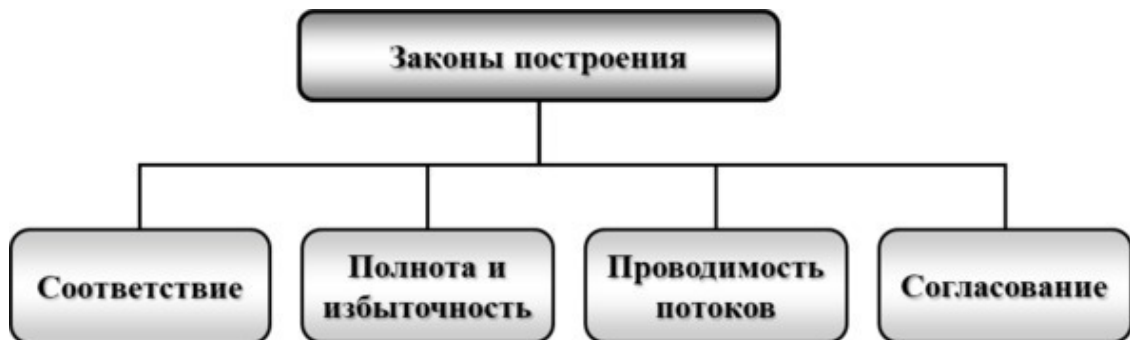 Законы построения
Соответствие
Полнота и
избыточность
Проводимость
потоков
Согласование